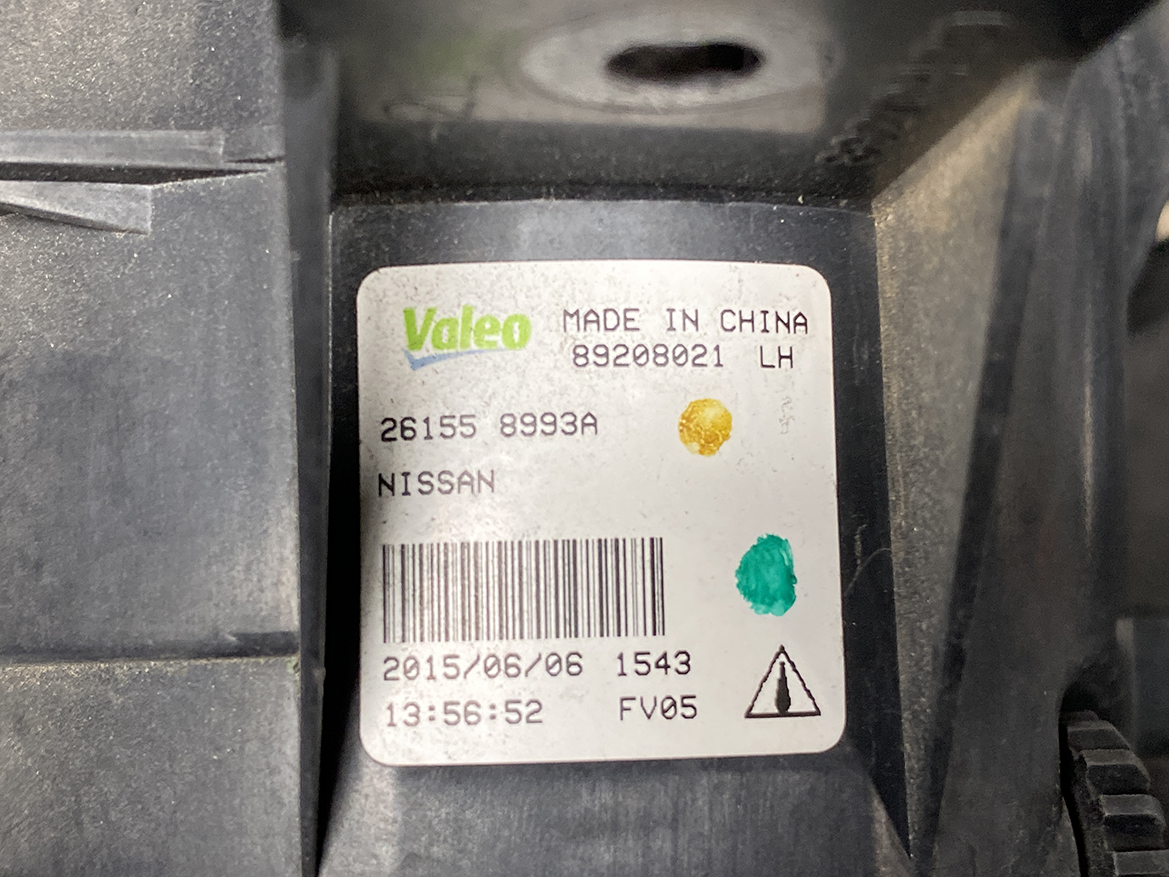 Valeo MADE IN CHINA
89208021 LH
26155 8993A
NISSAN
2015/06/06 1543
13:56:52 FV05